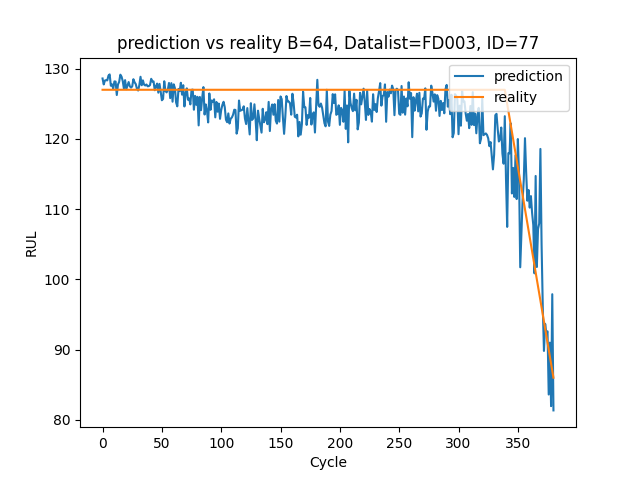 prediction vs reality B=64, Datalist=FD003, ID=77
130
120
110
100
90
80
RUL
prediction
reality
0 50 100 150 200 250 300 350
Cycle